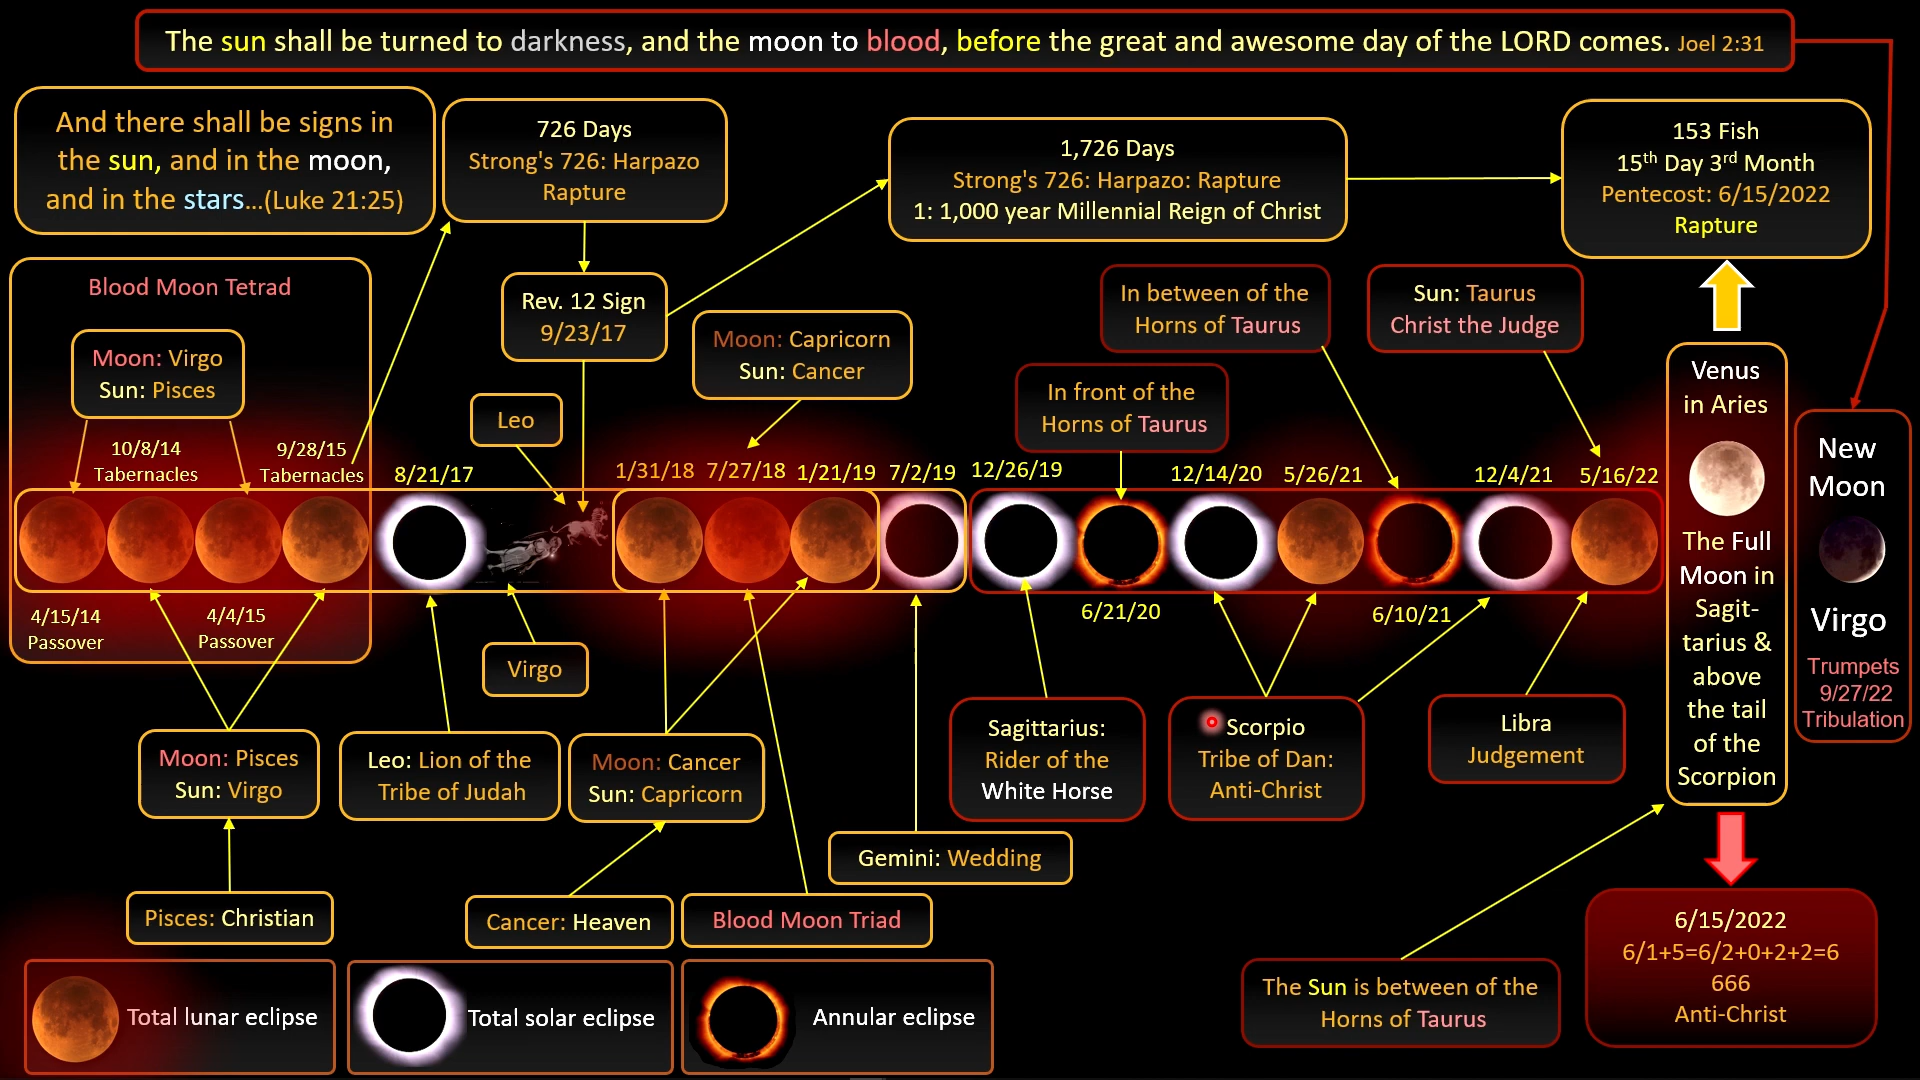 The sun shall be turned to darkness, and the moon to blood, before the great and awesome day of the LORD comes. Joel 2:31
And there shall be signs in
the sun, and in the moon,
and in the stars...(Luke 21:25)
726 Days
Strong's 726: Harpazo
Rapture
1,726 Days
Strong's 726: Harpazo: Rapture
1: 1,000 year Millennial Reign of Christ
153 Fish
15th Day 3rd Month
Pentecost: 6/15/2022
Rapture
Blood Moon Tetrad
Moon: Virgo
Sun: Pisces
Rev. 12 Sign
9/23/17
Moon: Capricorn
Sun: Cancer
In between of the
Horns of Taurus
Sun: Taurus
Christ the Judge
Leo
In front of the
Horns of Taurus
10/8/14
Tabernacles
9/28/15
Tabernacles
8/21/17
1/31/18
7/27/18
1/21/19
7/2/19
12/26/19
12/14/20
5/26/21
12/4/21
5/16/22
4/15/14
Passover
4/4/15
Passover
6/21/20
6/10/21
Virgo
Venus
in Aries
The Full
Moon in
Sagit-
tarius &
above
the tail
of the
Scorpion
New
Moon
Virgo
Trumpets
9/27/22
Tribulation
Moon: Pisces
Sun: Virgo
Leo: Lion of the
Tribe of Judah
Moon: Cancer
Sun: Capricorn
Sagittarius:
Rider of the
White Horse
Scorpio
Tribe of Dan:
Anti-Christ
Libra
Judgement
Gemini: Wedding
Pisces: Christian
Cancer: Heaven
Blood Moon Triad
6/15/2022
6/1+5=6/2+0+2+2=6
666
Anti-Christ
The Sun is between of the
Horns of Taurus
Total lunar eclipse
Total solar eclipse
Annular eclipse